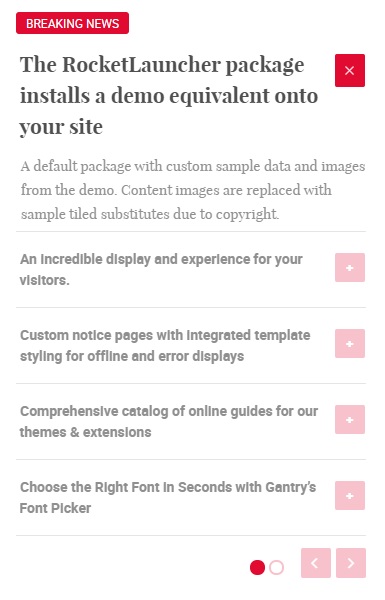 BREAKING NEWS
The RocketLauncher package
installs a demo equivalent onto
your site
A default package with custom sample data and images
from the demo. Content images are replaced with
sample tiled substitutes due to copyright.
An incredible display and experience for your
visitors.
Custom notice pages with integrated template
styling for offline and error displays
Comprehensive catalog of online guides for our
themes & extensions
Choose the Right Font in Seconds with Gantry's
Font Picker